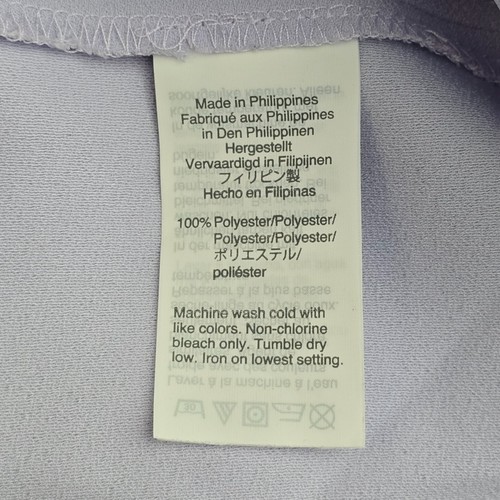 Made in Philippines
Fabriqué aux Philippines
in Den Philippinen
Hergestellt
Vervaardigd in Filipijnen
フィリピン製
Hecho en Filipinas
100% Polyester/Polyester/
Polyester/Polyester/
ポリエステル/
poliéster
Machine wash cold with
like colors. Non-chlorine
bleach only. Tumble dry
low. Iron on lowest setting.